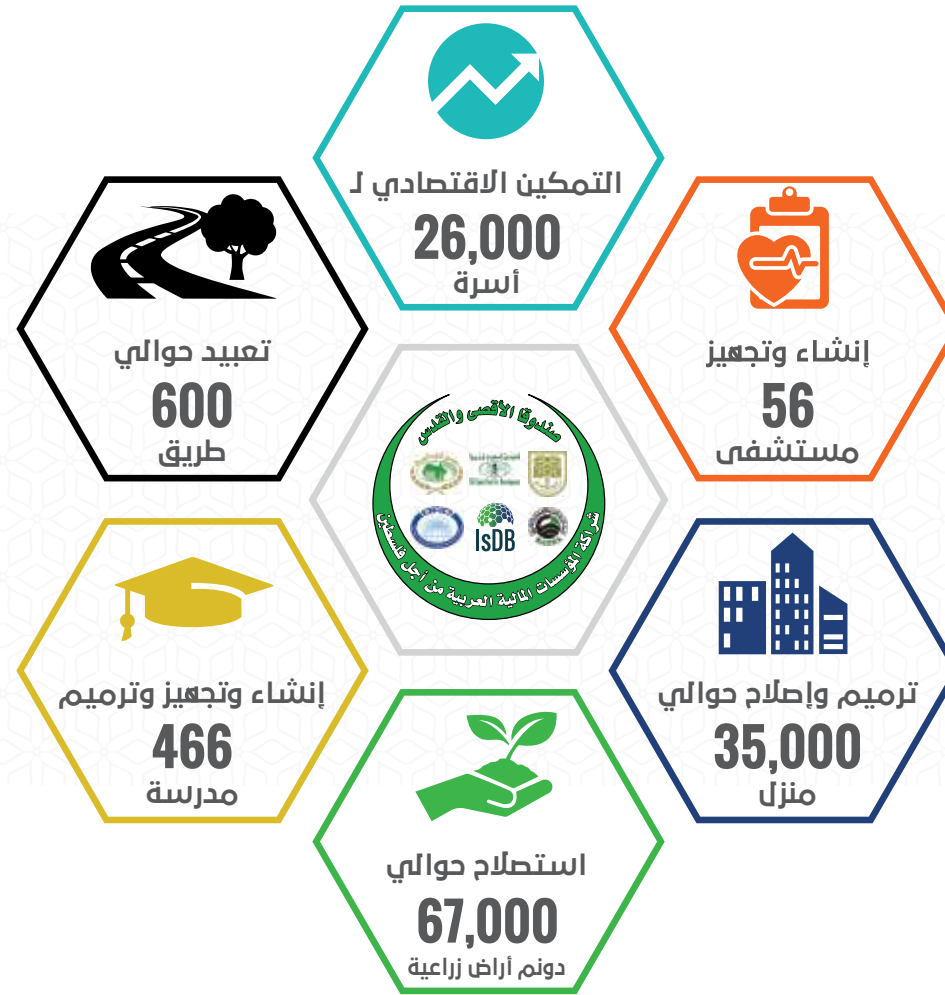 التمكين الاقتصادي لـ
26,000
أسرة
إنشاء وتجهيز
56
مستشفى
تعبيد حوالي
600
طريق
صندوقا الأقصى والقدس
IsDB
شراكة المؤسسات المالية العربية من أجل فلسطين
ترميم وإصلاح حوالي
35,000
منزل
إنشاء وتجهيز وترميم
466
مدرسة
استصلاح حوالي
67,000
دونم أراض زراعية